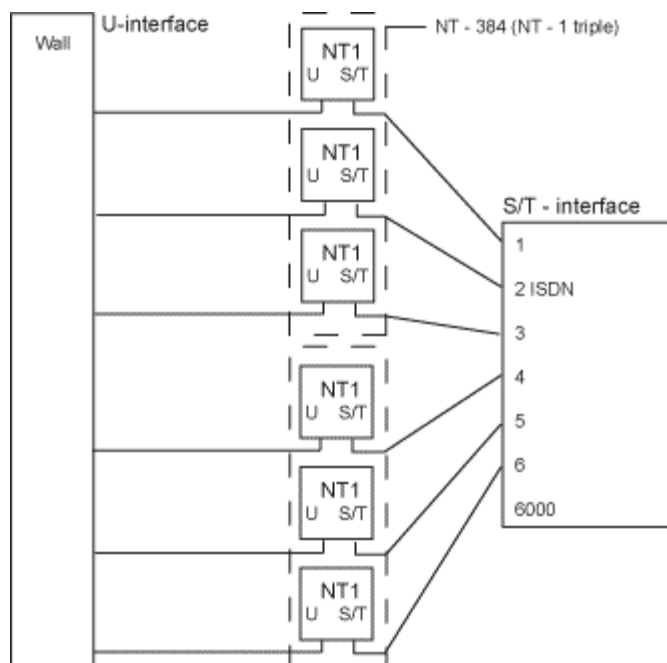 U-interface
Wall
NT - 384 (NT - 1 triple)
NT1
U S/T
NT1
U S/T
NT1
U S/T
NT1
U S/T
NT1
U S/T
NT1
U S/T
S/T - interface
1
2 ISDN
3
4
5
6
6000